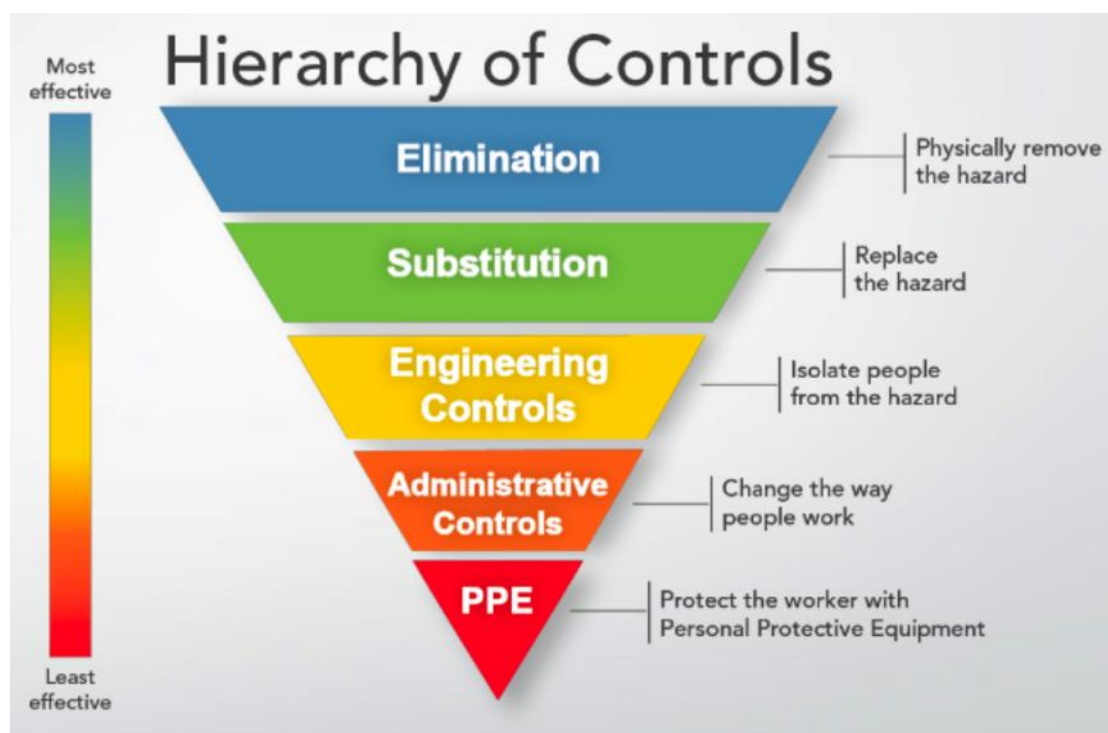 Hierarchy of Controls
Most
effective
Elimination
Physically remove
the hazard
Substitution
Replace
the hazard
Engineering
Controls
Isolate people
from the hazard
Administrative
Controls
Change the way
people work
PPE
Protect the worker with
Personal Protective Equipment
Least
effective